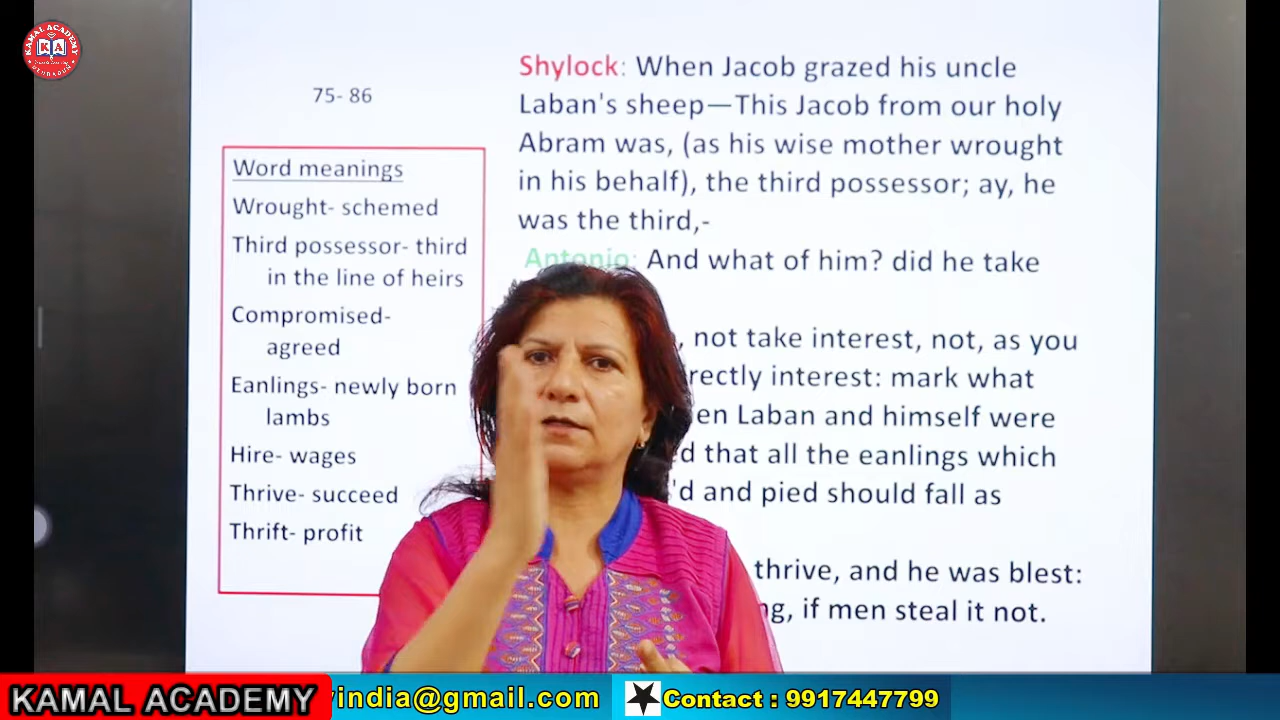 KAMAL ACADEMY
KA
DEHRADUN
75- 86
Word meanings
Wrought- schemed
Third possessor- third
in the line of heirs
Compromised-
agreed
Eanlings- newly born
lambs
Hire- wages
Thrive- succeed
Thrift- profit
Shylock: When Jacob grazed his uncle
Laban's sheep—This Jacob from our holy
Abram was, (as his wise mother wrought
in his behalf), the third possessor; ay, he
was the third,-
Antonio: And what of him? did he take
, not take interest, not, as you
rectly interest: mark what
en Laban and himself were
d that all the eanlings which
'd and pied should fall as
thrive, and he was blest:
ng, if men steal it not.
KAMAL ACADEMY
india@gmail.com
Contact : 9917447799